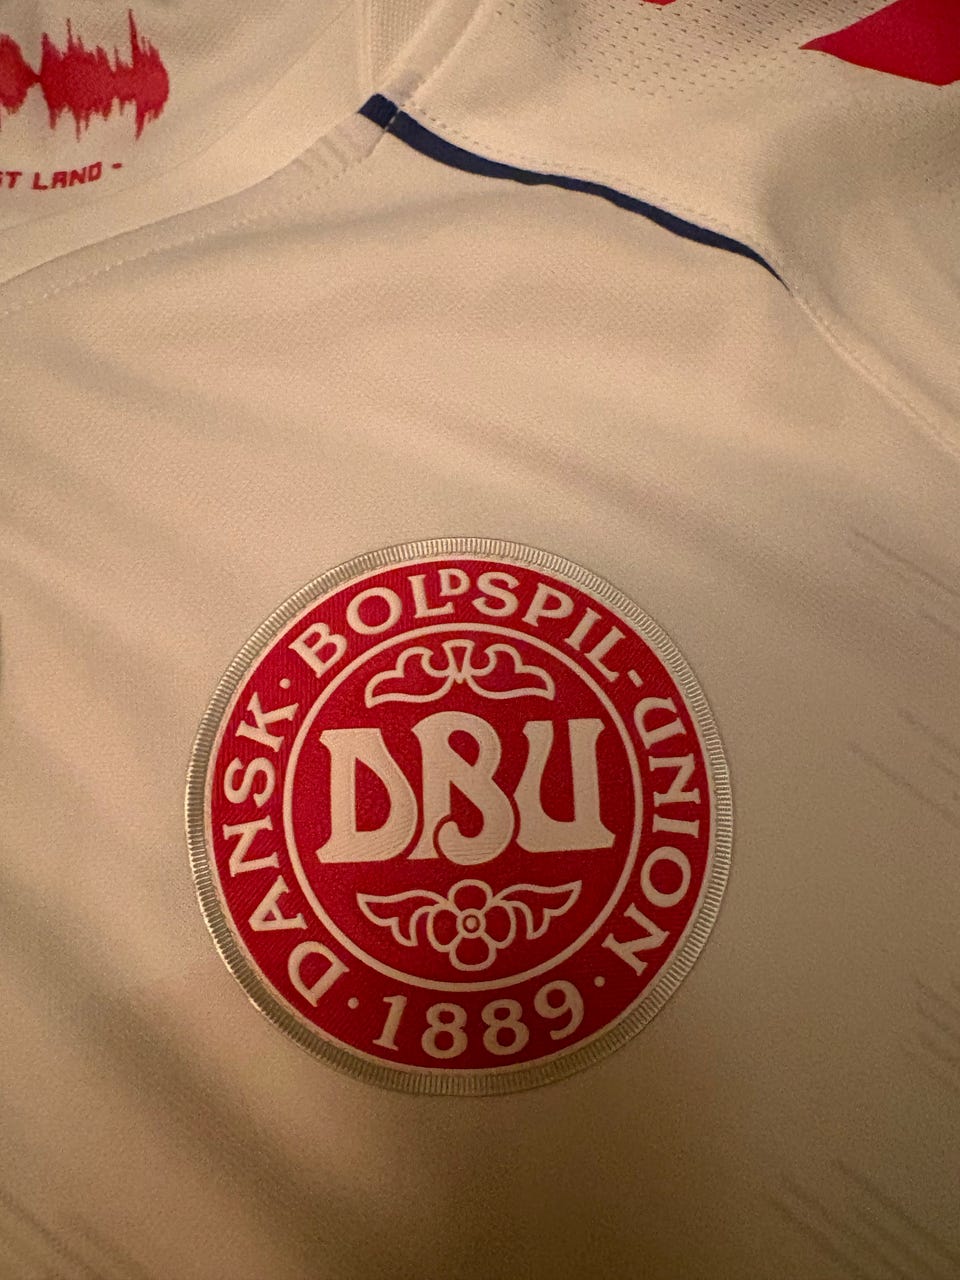 LAND -
DANSK · BOLDSPIL-UNION · 1889 ·
DBU